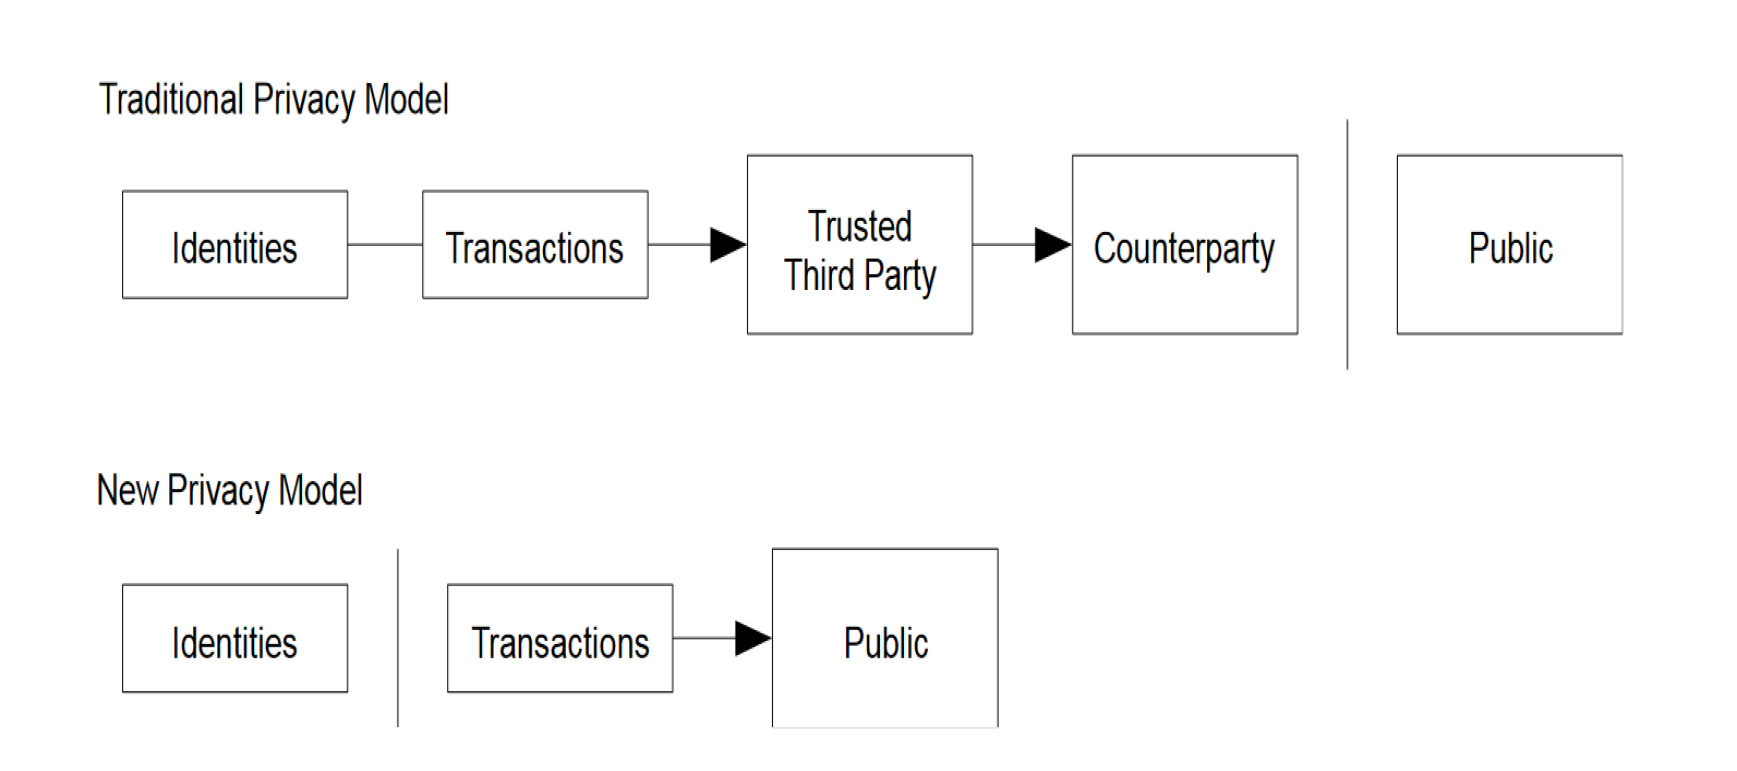 Traditional Privacy Model
Identities
Transactions
Trusted
Third Party
Counterparty
Public
New Privacy Model
Identities
Transactions
Public